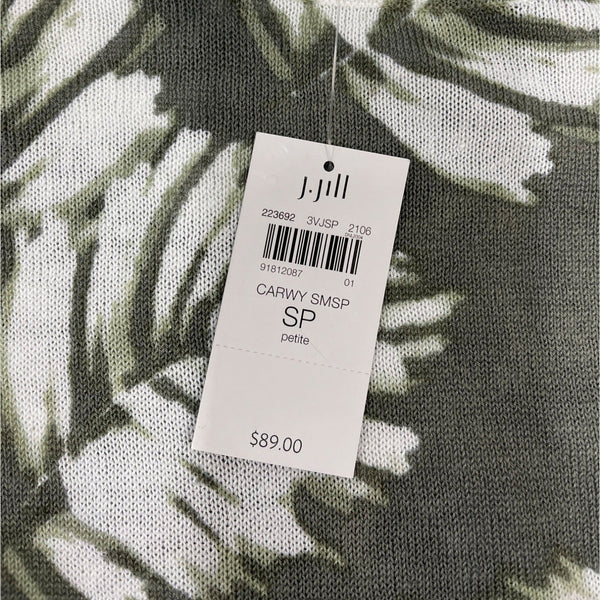 J.Jill
223692 3VJSP 2106
91812087 01
CARWY SMSP
SP
petite
$89.00